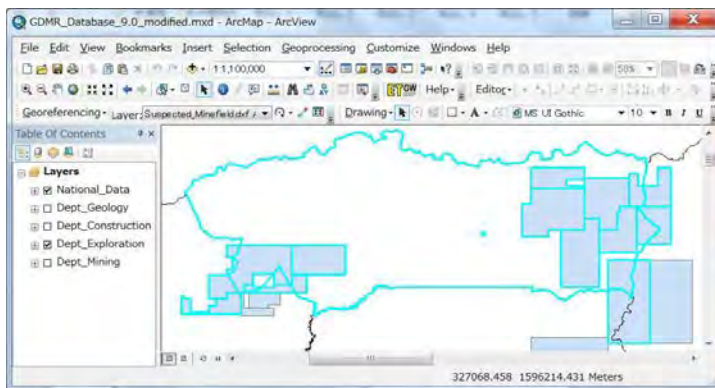 GDMR_Database_9.0_modified.mxd - ArcMap - ArcView
File Edit View Bookmarks Insert Selection Geoprocessing Customize Windows Help
1:1,100,000 50%
Help Editor
Georeferencing Layer: Suspected_Minefield.dxf Drawing A MS UI Gothic 10 B I U
Table Of Contents
Layers
National_Data
Dept_Geology
Dept_Construction
Dept_Exploration
Dept_Mining
327068.458 1596214.431 Meters